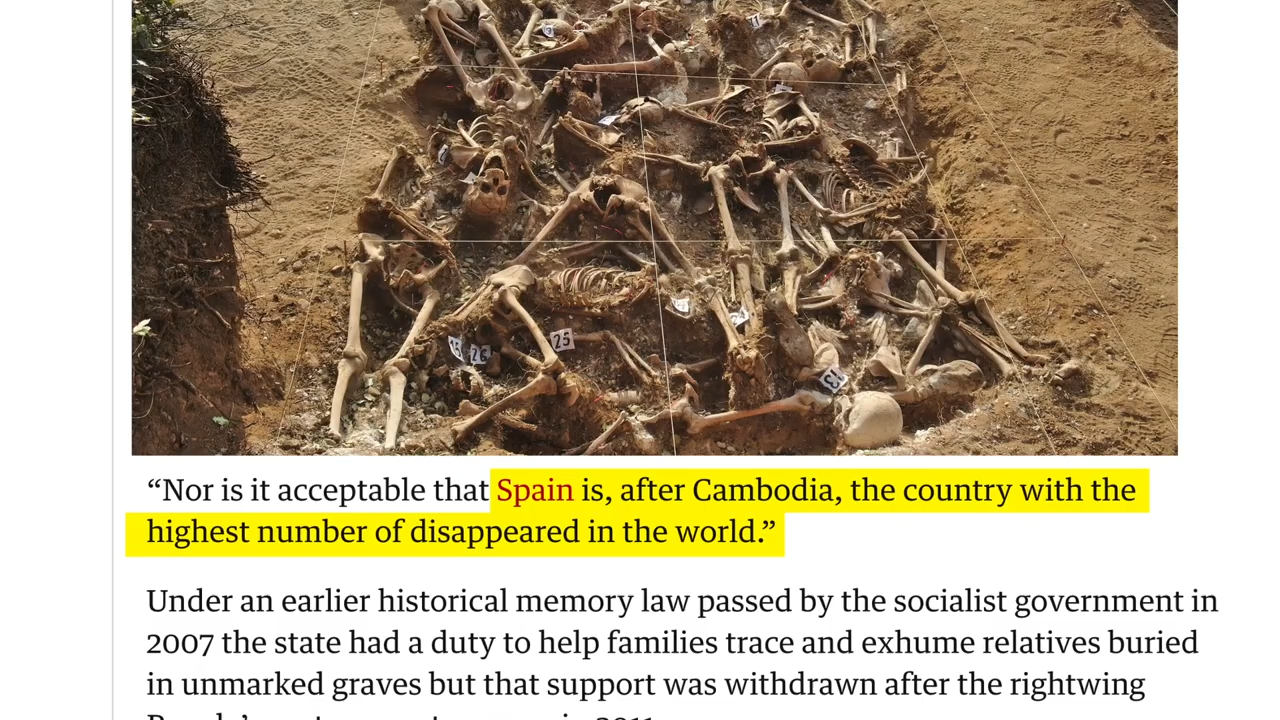 25
26
“Nor is it acceptable that Spain is, after Cambodia, the country with the
highest number of disappeared in the world.”
Under an earlier historical memory law passed by the socialist government in
2007 the state had a duty to help families trace and exhume relatives buried
in unmarked graves but that support was withdrawn after the rightwing